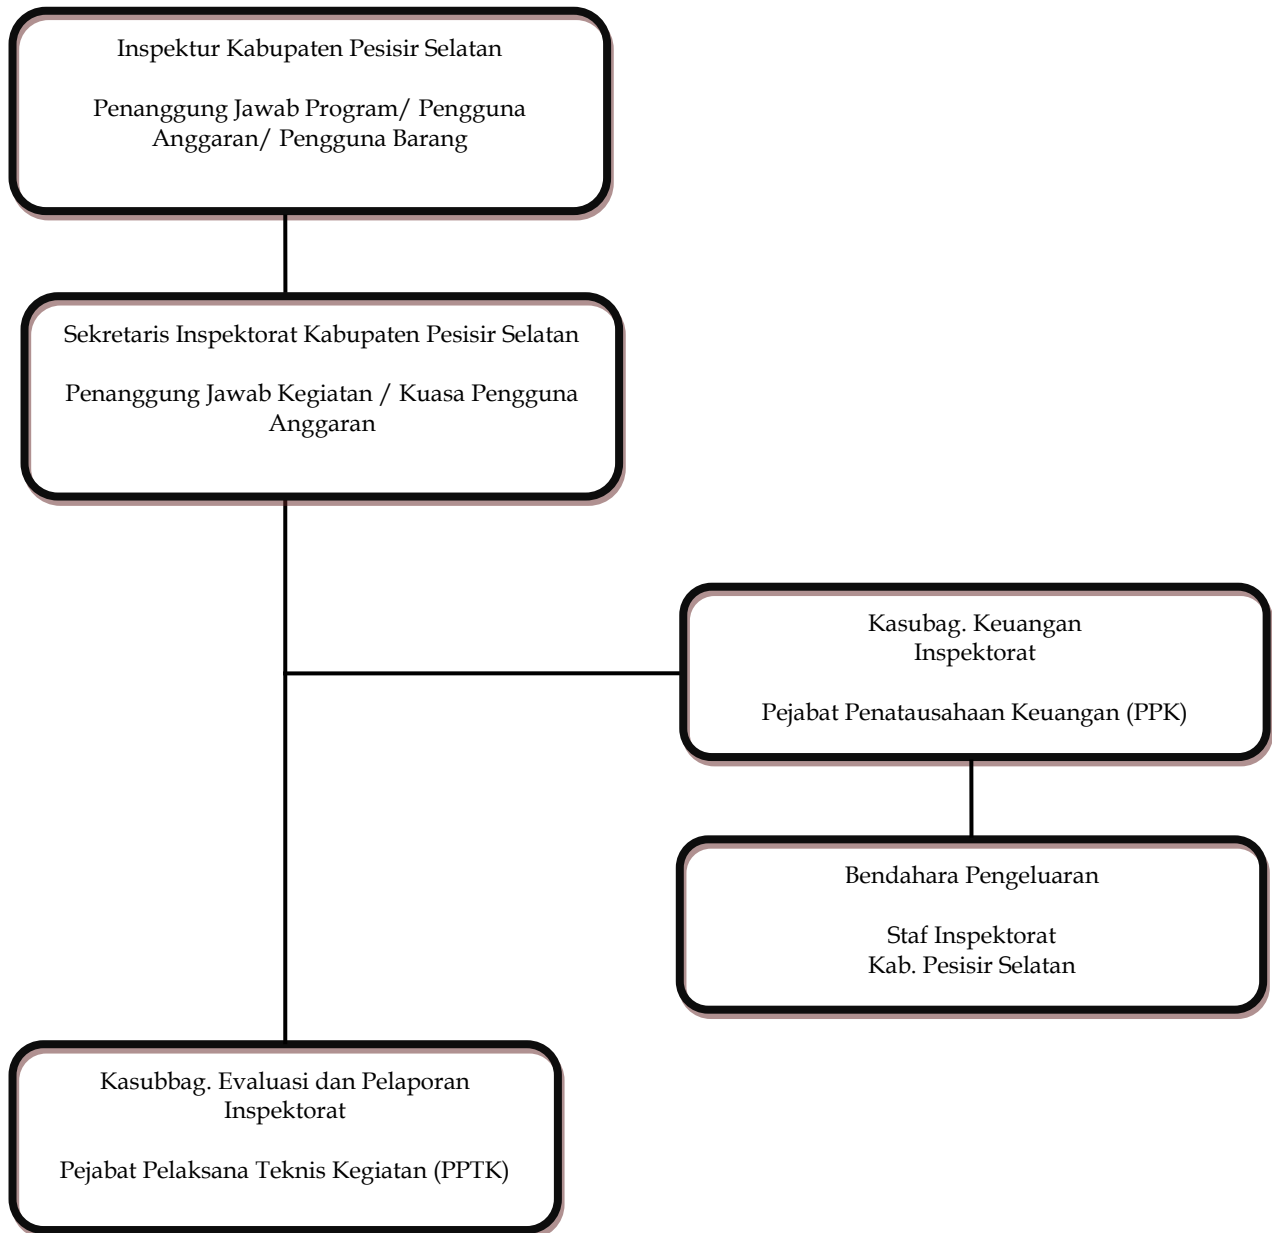 Inspektur Kabupaten Pesisir Selatan
Penanggung Jawab Program/ Pengguna
Anggaran/ Pengguna Barang
Sekretaris Inspektorat Kabupaten Pesisir Selatan
Penanggung Jawab Kegiatan / Kuasa Pengguna
Anggaran
Kasubag. Keuangan
Inspektorat
Pejabat Penatausahaan Keuangan (PPK)
Bendahara Pengeluaran
Staf Inspektorat
Kab. Pesisir Selatan
Kasubbag. Evaluasi dan Pelaporan
Inspektorat
Pejabat Pelaksana Teknis Kegiatan (PPTK)